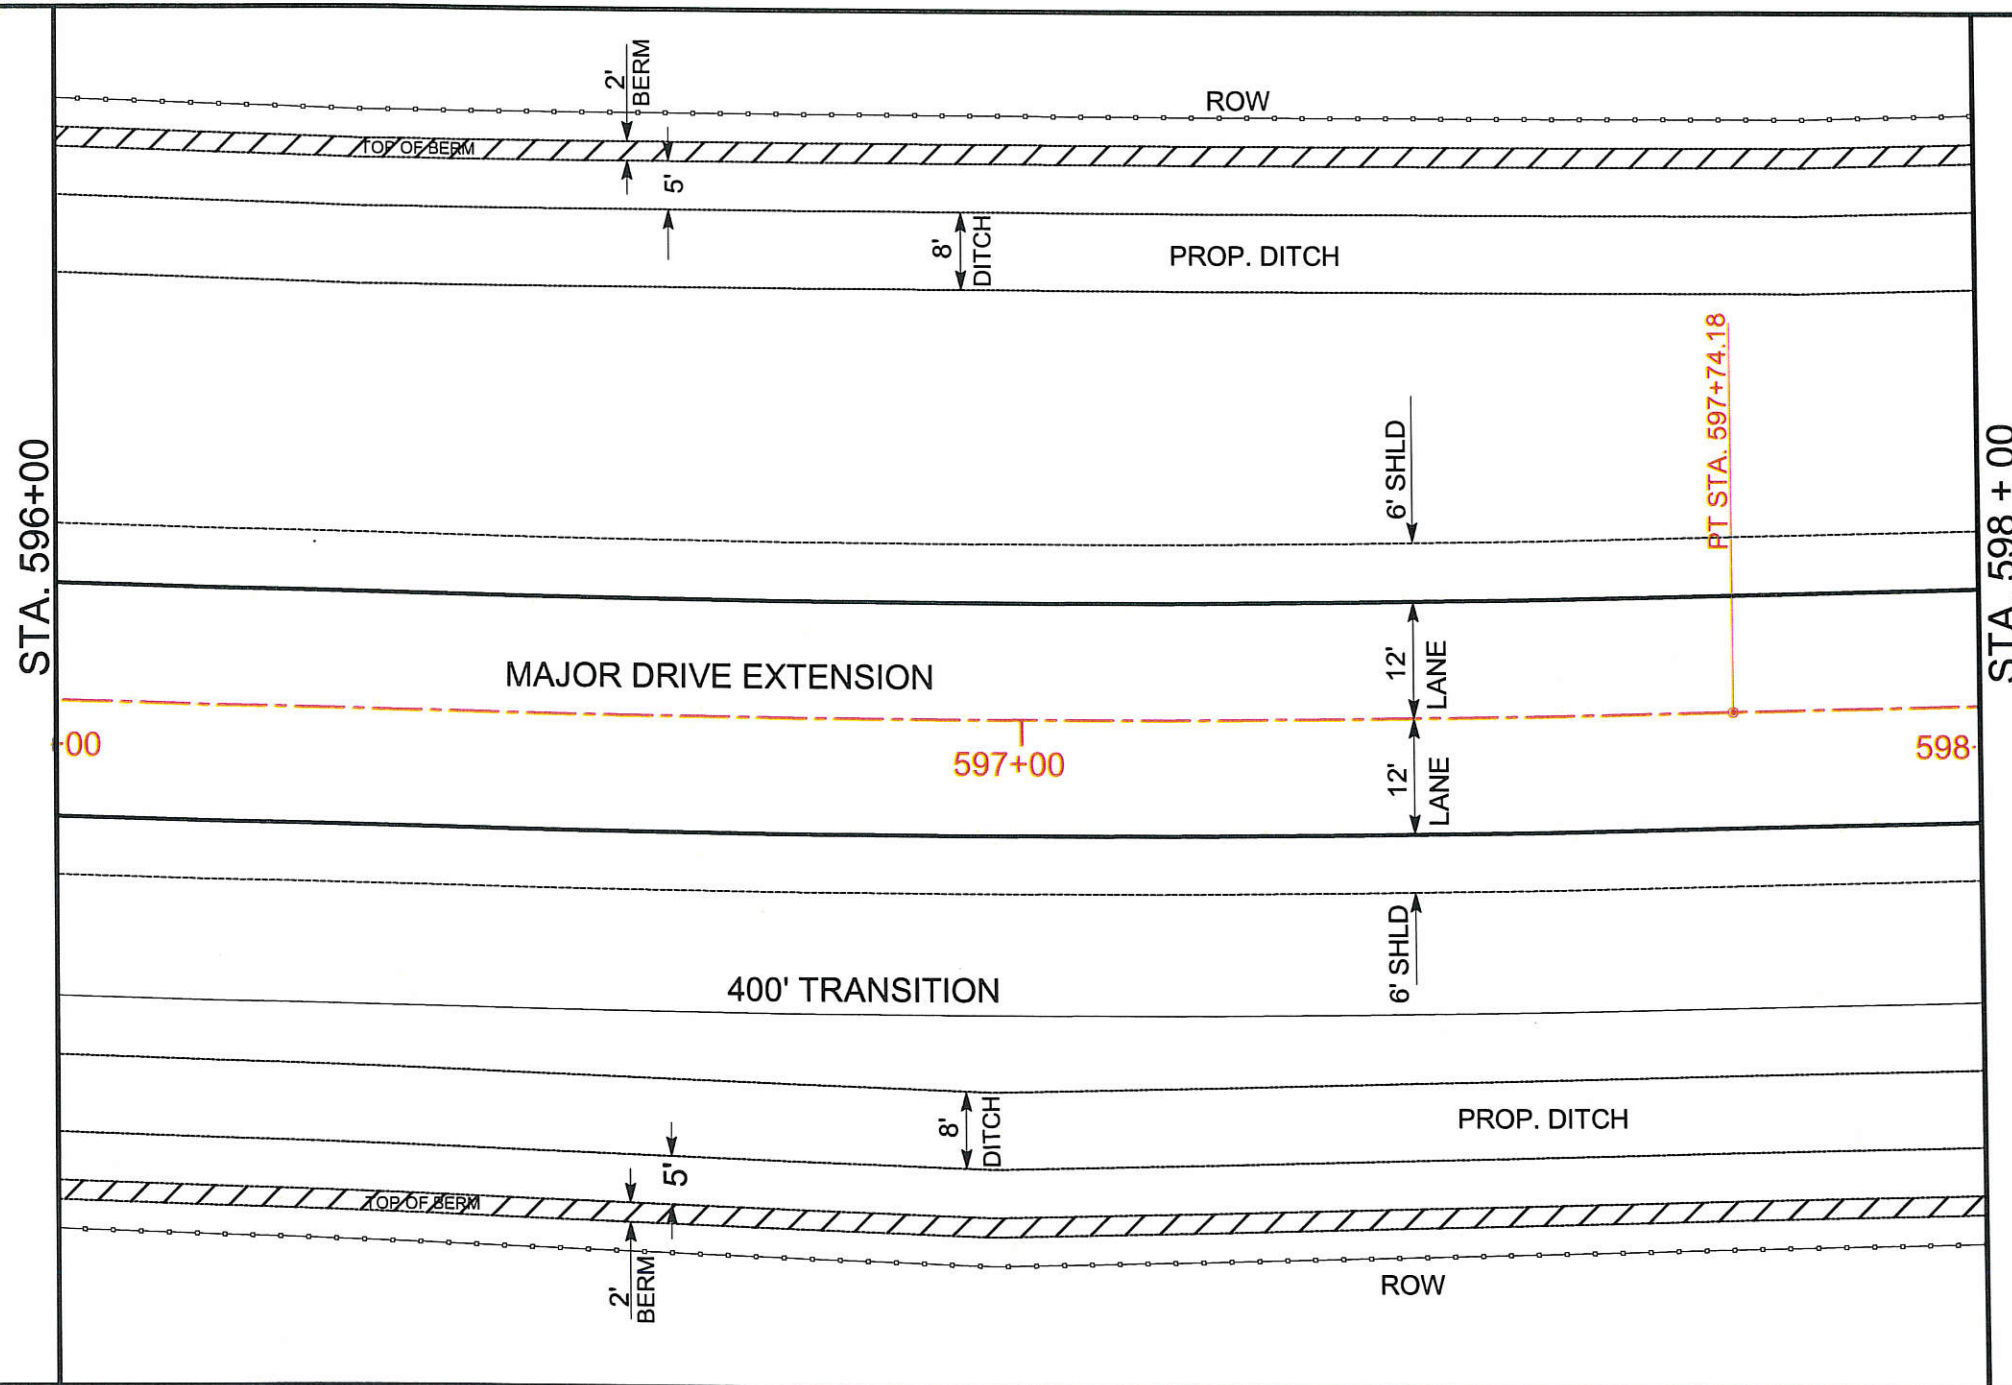 2'
BERM
ROW
TOP OF BERM
5'
8'
DITCH
PROP. DITCH
PT STA. 597+74.18
6' SHLD
STA. 596+00
STA. 598 + 00
MAJOR DRIVE EXTENSION
12'
LANE
+00
597+00
598+
12'
LANE
6' SHLD
400' TRANSITION
8'
DITCH
PROP. DITCH
5'
TOP OF BERM
2'
BERM
ROW